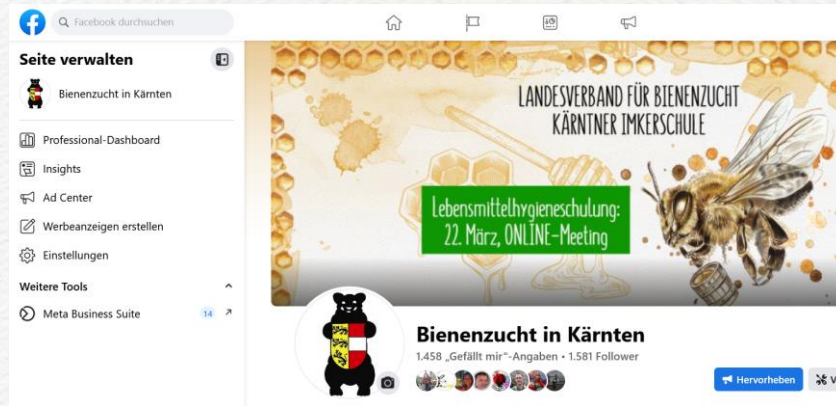 Facebook durchsuchen
Seite verwalten
Bienenzucht in Kärnten
Professional-Dashboard
Insights
Ad Center
Werbeanzeigen erstellen
Einstellungen
Weitere Tools
Meta Business Suite 14
LANDESVERBAND FÜR BIENENZUCHT
KÄRNTNER IMKERSCHULE
Lebensmittelhygieneschulung:
22. März, ONLINE-Meeting
Bienenzucht in Kärnten
1.458 „Gefällt mir“-Angaben • 1.581 Follower
Hervorheben